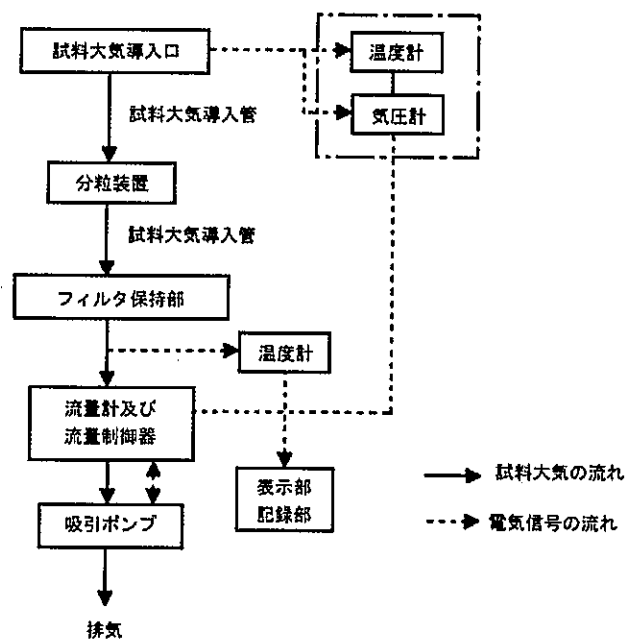 試料大気導入口
温度計
気圧計
試料大気導入管
分粒装置
試料大気導入管
フィルタ保持部
温度計
流量計及び
流量制御器
表示部
記録部
吸引ポンプ
排気
試料大気の流れ
電気信号の流れ